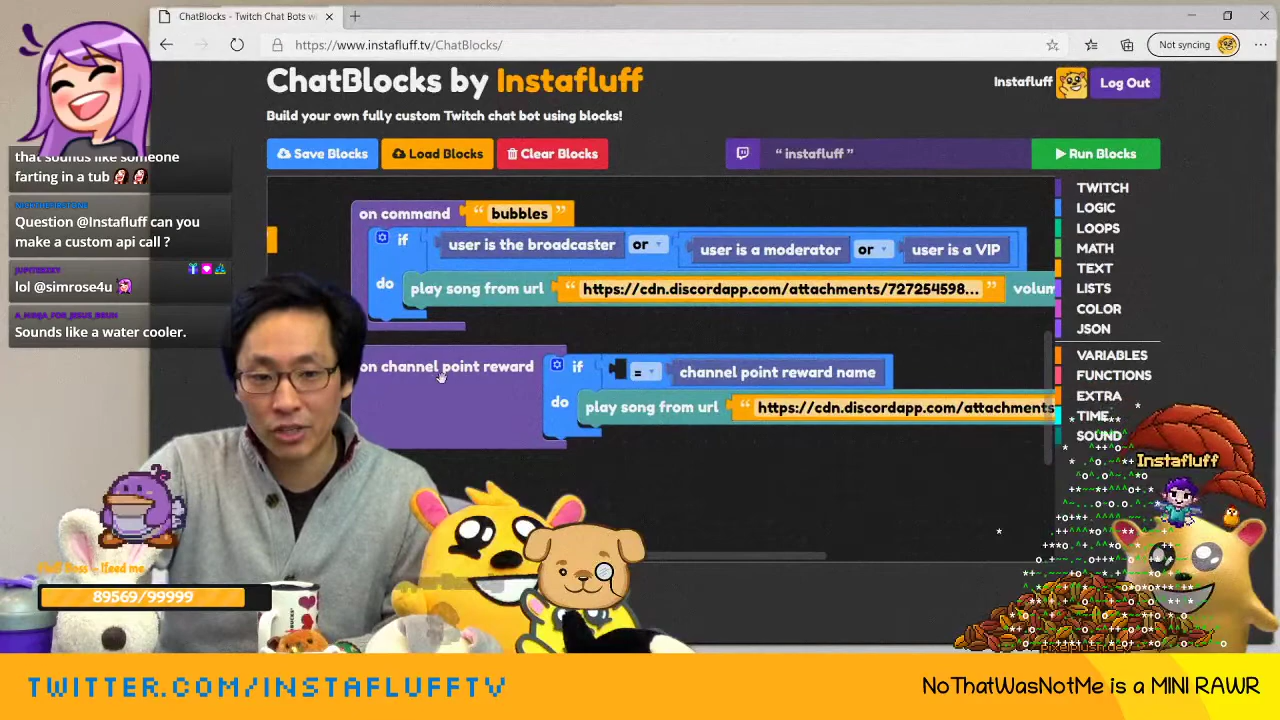 ChatBlocks - Twitch Chat Bots wi
Not syncing
https://www.instafluff.tv/ChatBlocks/
ChatBlocks by Instafluff
Instafluff
Log Out
Build your own fully custom Twitch chat bot using blocks!
Save Blocks
Load Blocks
Clear Blocks
" instafluff "
Run Blocks
that sounds like someone
farting in a tub
Question @Instafluff can you
make a custom api call ?
lol @simrose4u
A_NINJA_FOR_JESUS_BRUH
Sounds like a water cooler.
on command " bubbles "
if user is the broadcaster or user is a moderator or user is a VIP
do play song from url " https://cdn.discordapp.com/attachments/727254598... " volum
on channel point reward if = channel point reward name
do play song from url " https://cdn.discordapp.com/attachments
TWITCH
LOGIC
LOOPS
MATH
TEXT
LISTS
COLOR
JSON
VARIABLES
FUNCTIONS
EXTRA
TIME
SOUND
Instafluff
89569/99999
pixelplush.dev
TWITTER.COM/INSTAFLUFFTV
NoThatWasNotMe is a MINI RAWR